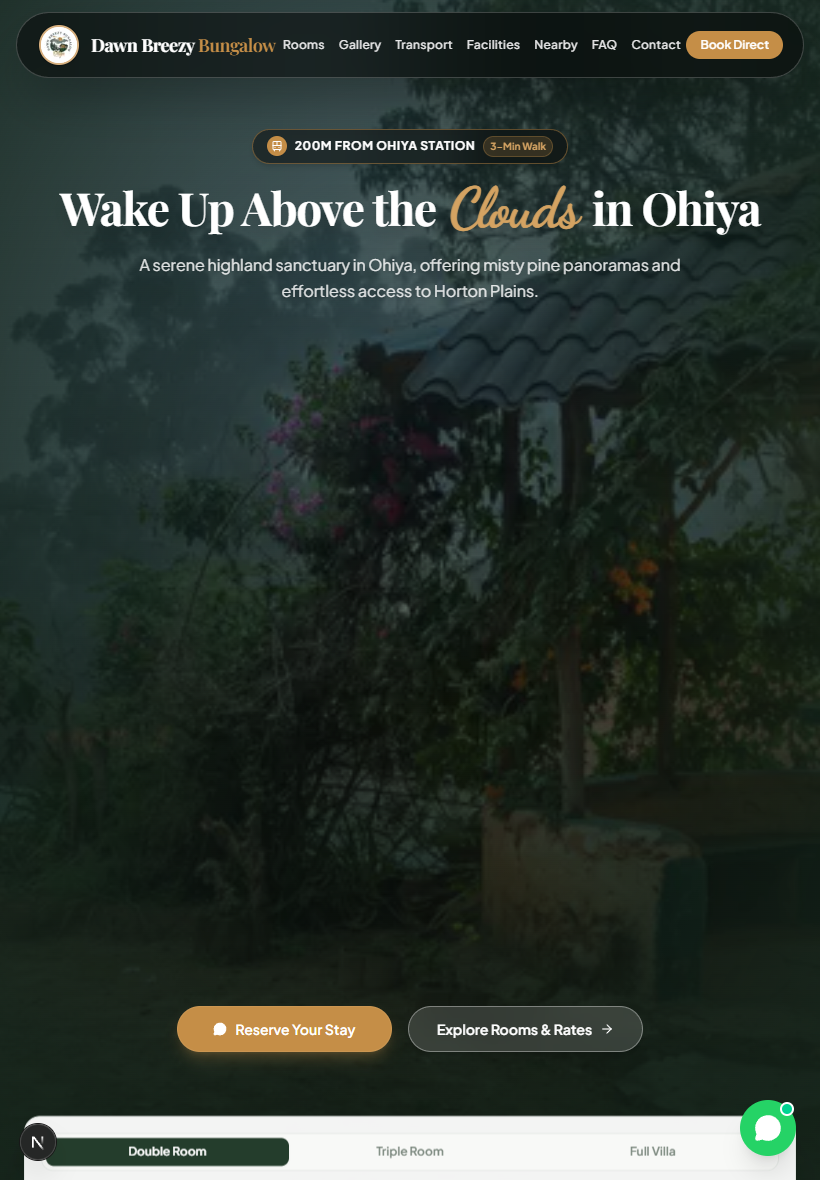 Dawn Breezy Bungalow Rooms Gallery Transport Facilities Nearby FAQ Contact Book Direct
200M FROM OHIYA STATION 3-Min Walk
Wake Up Above the Clouds in Ohiya
A serene highland sanctuary in Ohiya, offering misty pine panoramas and
effortless access to Horton Plains.
Reserve Your Stay Explore Rooms & Rates →
N
Double Room Triple Room Full Villa